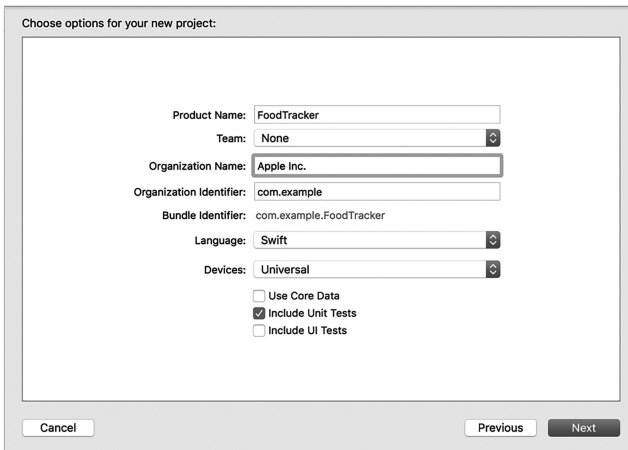 Choose options for your new project:
Product Name: FoodTracker
Team: None
Organization Name: Apple Inc.
Organization Identifier: com.example
Bundle Identifier: com.example.FoodTracker
Language: Swift
Devices: Universal
Use Core Data
Include Unit Tests
Include UI Tests
Cancel Previous Next